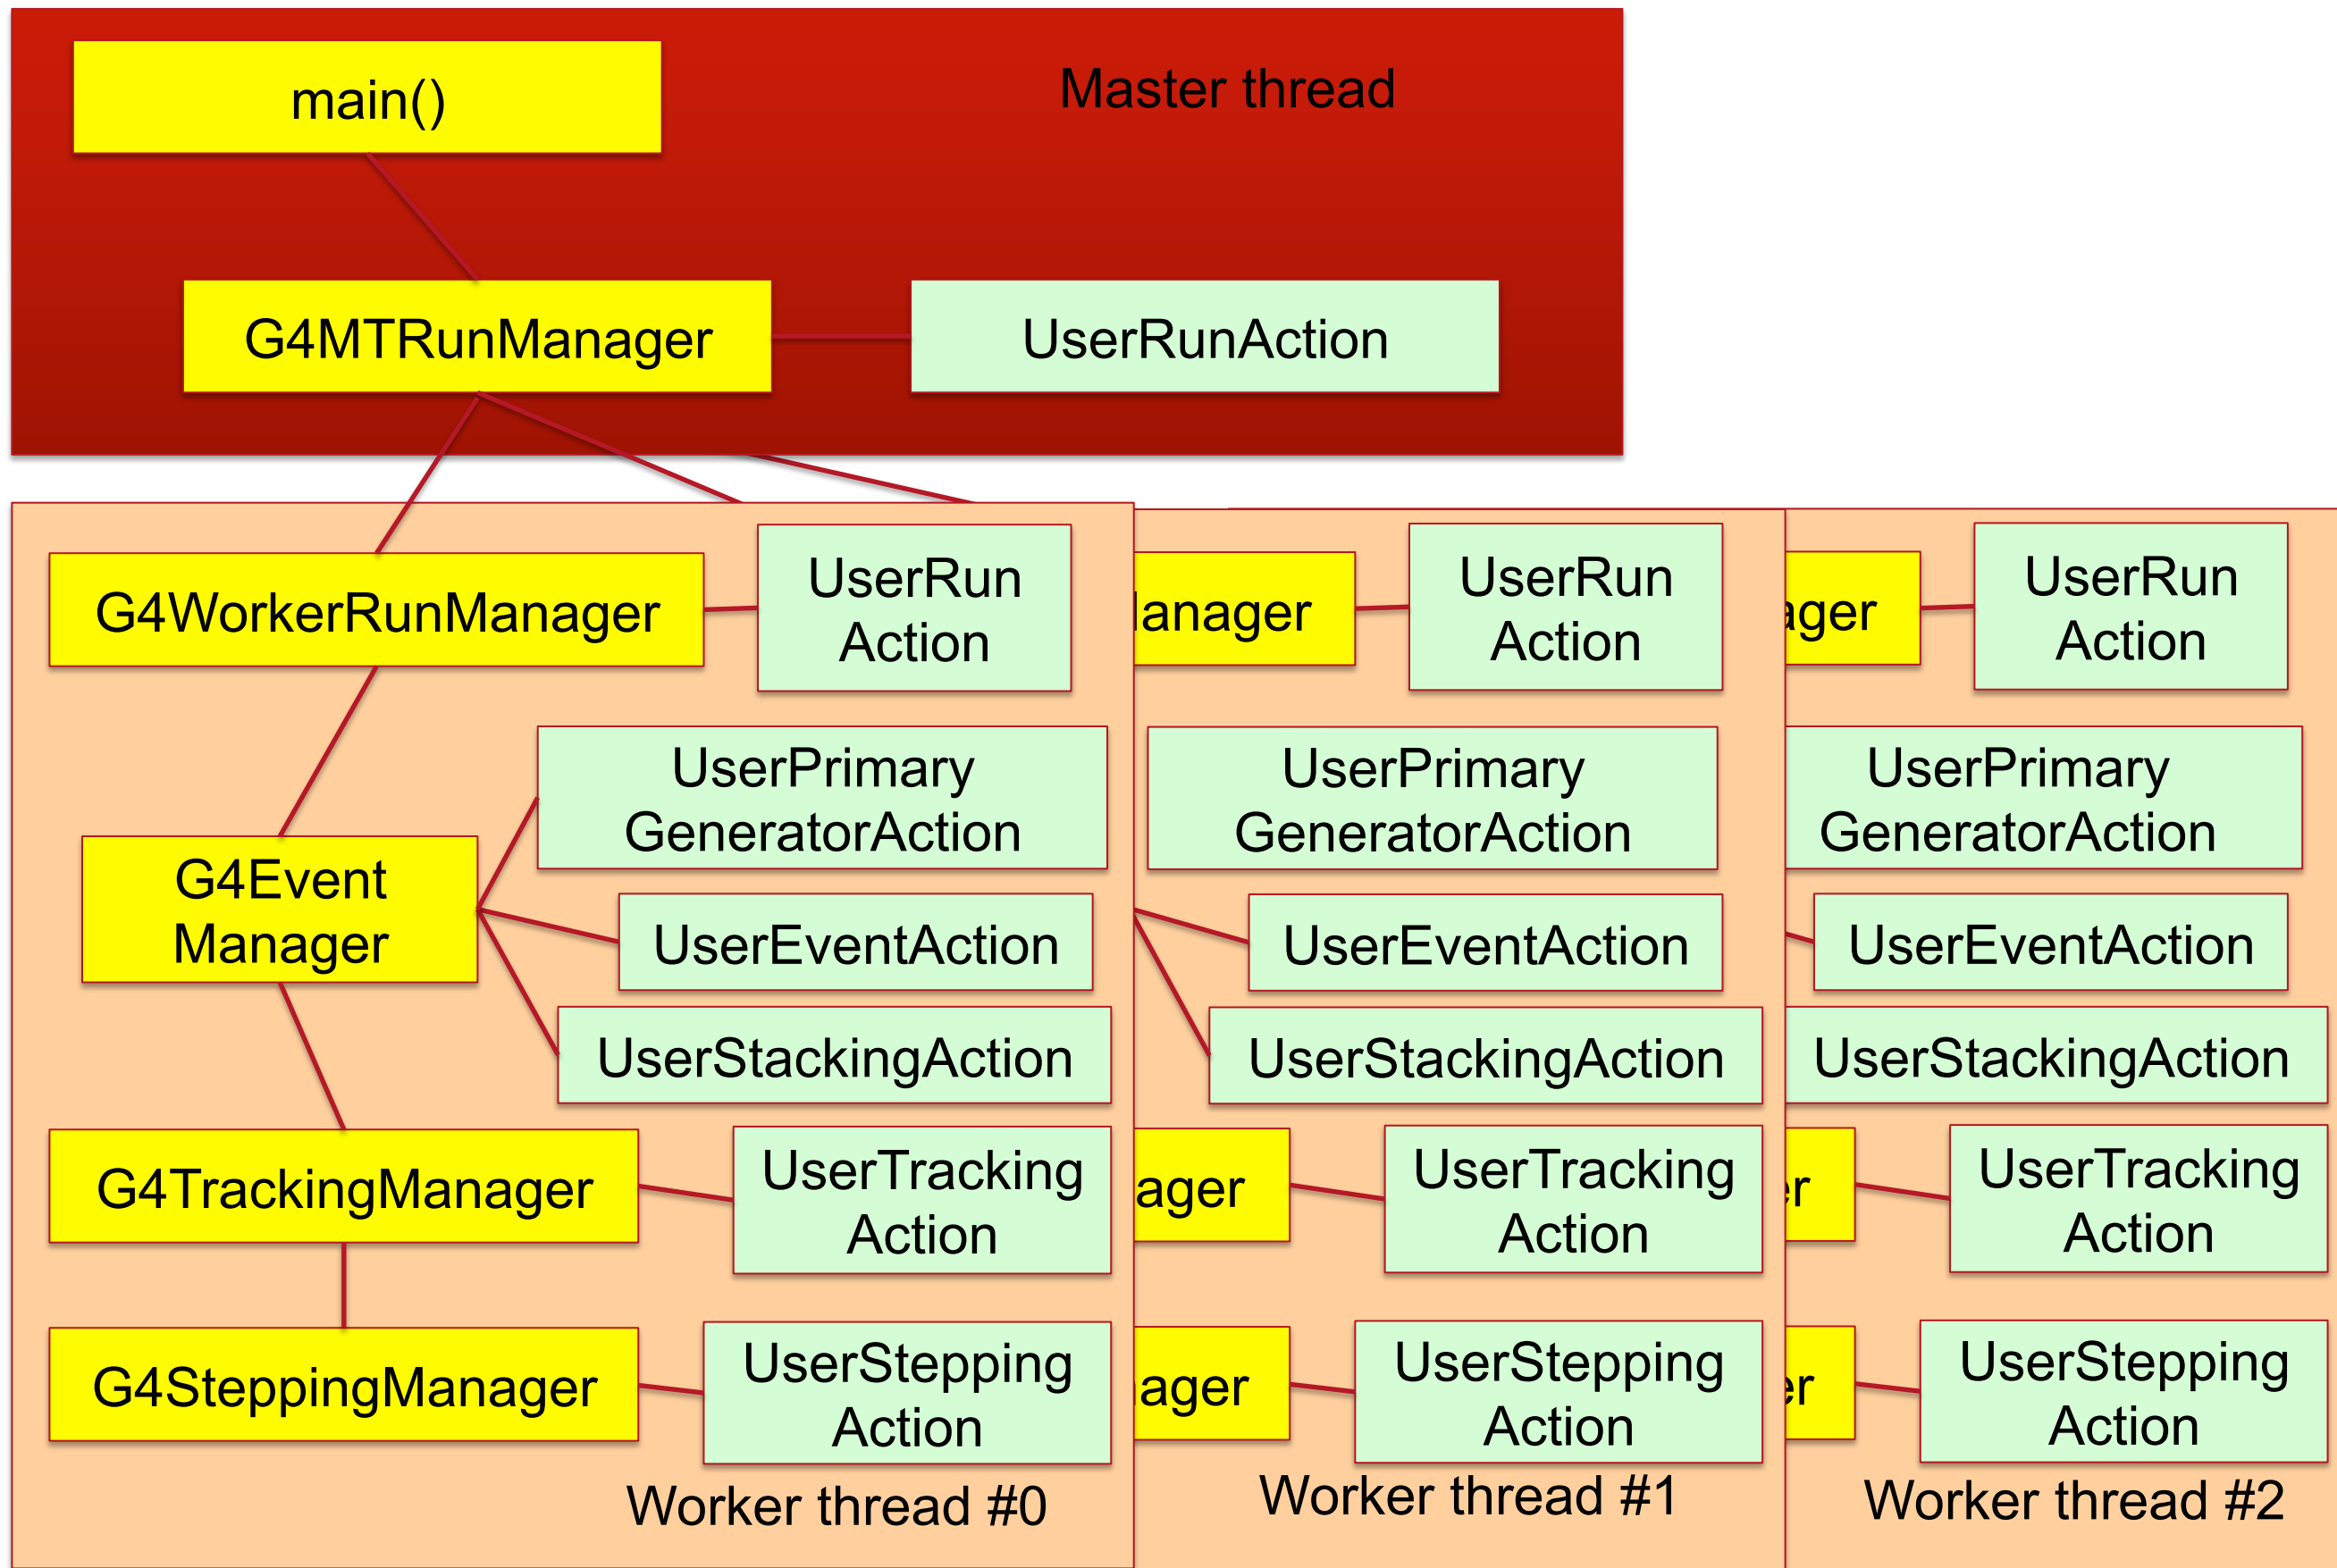 main()
Master thread
G4MTRunManager
UserRunAction
G4WorkerRunManager
UserRun
Action
UserPrimary
GeneratorAction
G4Event
Manager
UserEventAction
UserStackingAction
G4TrackingManager
UserTracking
Action
G4SteppingManager
UserStepping
Action
Worker thread #0
anager
UserRun
Action
UserPrimary
GeneratorAction
UserEventAction
UserStackingAction
ager
UserTracking
Action
ager
UserStepping
Action
Worker thread #1
ger
UserRun
Action
UserPrimary
GeneratorAction
UserEventAction
UserStackingAction
r
UserTracking
Action
er
UserStepping
Action
Worker thread #2